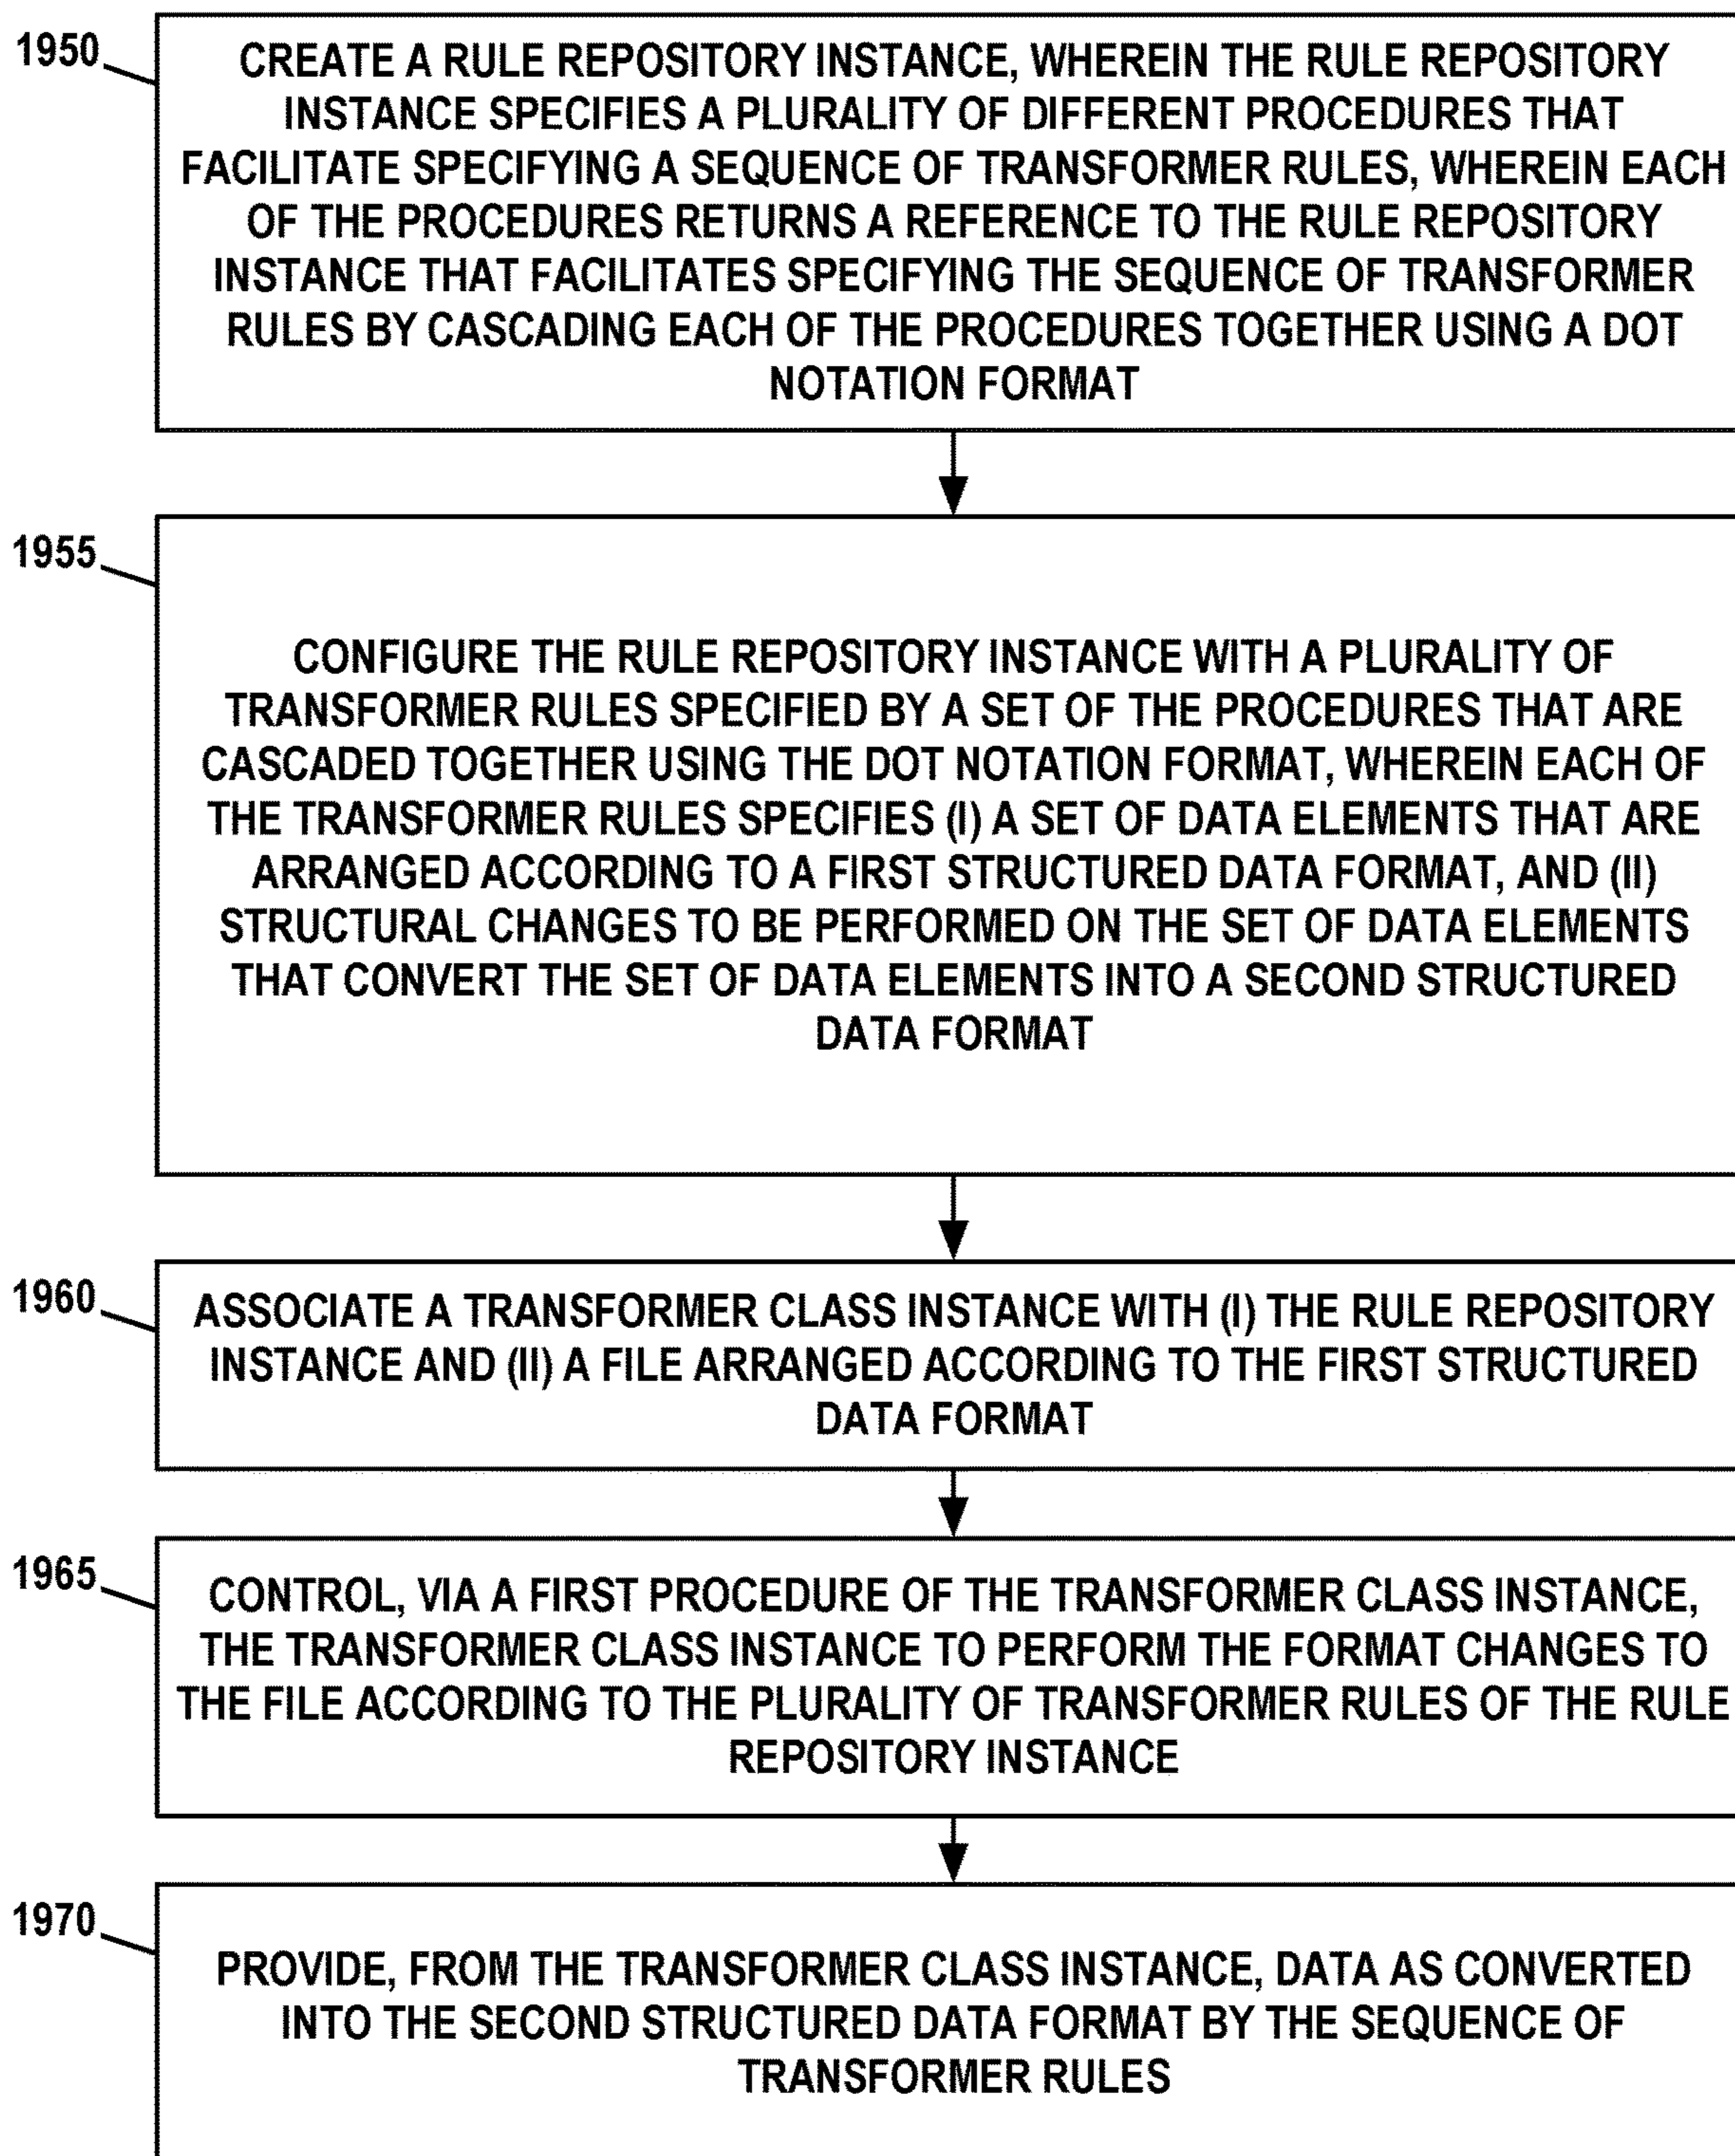 1950
CREATE A RULE REPOSITORY INSTANCE, WHEREIN THE RULE REPOSITORY
INSTANCE SPECIFIES A PLURALITY OF DIFFERENT PROCEDURES THAT
FACILITATE SPECIFYING A SEQUENCE OF TRANSFORMER RULES, WHEREIN EACH
OF THE PROCEDURES RETURNS A REFERENCE TO THE RULE REPOSITORY
INSTANCE THAT FACILITATES SPECIFYING THE SEQUENCE OF TRANSFORMER
RULES BY CASCADING EACH OF THE PROCEDURES TOGETHER USING A DOT
NOTATION FORMAT
1955
CONFIGURE THE RULE REPOSITORY INSTANCE WITH A PLURALITY OF
TRANSFORMER RULES SPECIFIED BY A SET OF THE PROCEDURES THAT ARE
CASCADED TOGETHER USING THE DOT NOTATION FORMAT, WHEREIN EACH OF
THE TRANSFORMER RULES SPECIFIES (I) A SET OF DATA ELEMENTS THAT ARE
ARRANGED ACCORDING TO A FIRST STRUCTURED DATA FORMAT, AND (II)
STRUCTURAL CHANGES TO BE PERFORMED ON THE SET OF DATA ELEMENTS
THAT CONVERT THE SET OF DATA ELEMENTS INTO A SECOND STRUCTURED
DATA FORMAT
1960
ASSOCIATE A TRANSFORMER CLASS INSTANCE WITH (I) THE RULE REPOSITORY
INSTANCE AND (II) A FILE ARRANGED ACCORDING TO THE FIRST STRUCTURED
DATA FORMAT
1965
CONTROL, VIA A FIRST PROCEDURE OF THE TRANSFORMER CLASS INSTANCE,
THE TRANSFORMER CLASS INSTANCE TO PERFORM THE FORMAT CHANGES TO
THE FILE ACCORDING TO THE PLURALITY OF TRANSFORMER RULES OF THE RULE
REPOSITORY INSTANCE
1970
PROVIDE, FROM THE TRANSFORMER CLASS INSTANCE, DATA AS CONVERTED
INTO THE SECOND STRUCTURED DATA FORMAT BY THE SEQUENCE OF
TRANSFORMER RULES